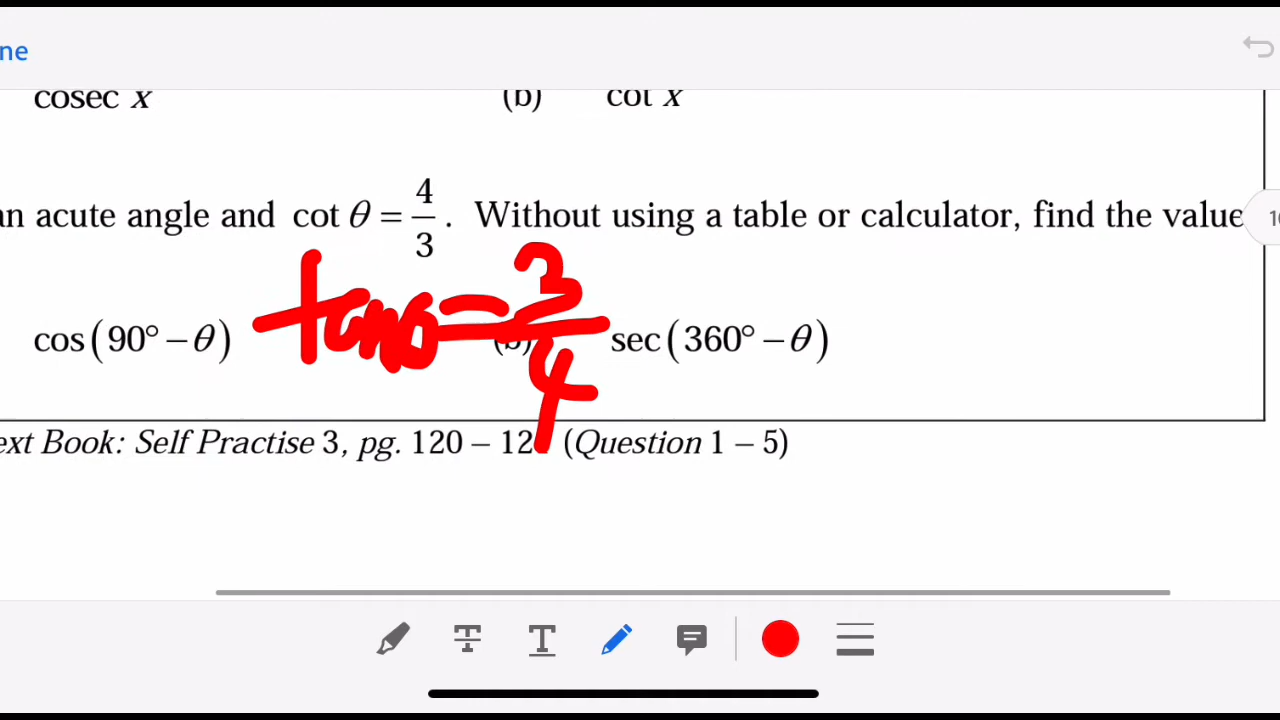 ne
cosec x (b) cot x
an acute angle and cot θ = 4/3 . Without using a table or calculator, find the value
tanθ = 3/4
cos(90° – θ) (b) sec(360° – θ)
ext Book: Self Practise 3, pg. 120 – 12 (Question 1 – 5)